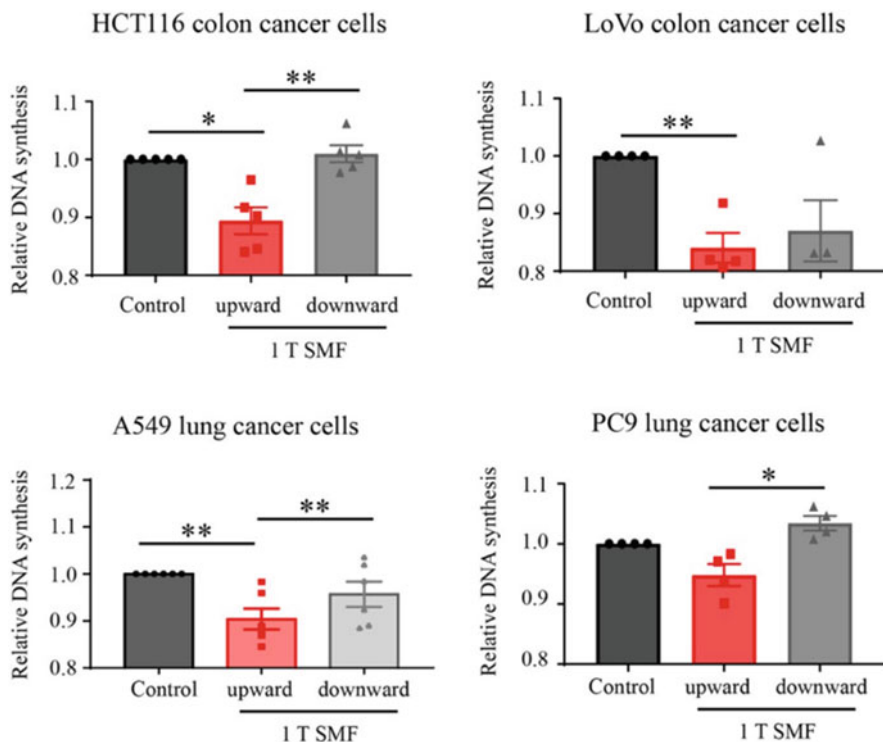 HCT116 colon cancer cells
Relative DNA synthesis
1.1
1.0
0.9
0.8
*
**
Control upward downward
1 T SMF
LoVo colon cancer cells
Relative DNA synthesis
1.1
1.0
0.9
0.8
**
Control upward downward
1 T SMF
A549 lung cancer cells
Relative DNA synthesis
1.2
1.1
1.0
0.9
0.8
**
**
Control upward downward
1 T SMF
PC9 lung cancer cells
Relative DNA synthesis
1.1
1.0
0.9
0.8
*
Control upward downward
1 T SMF